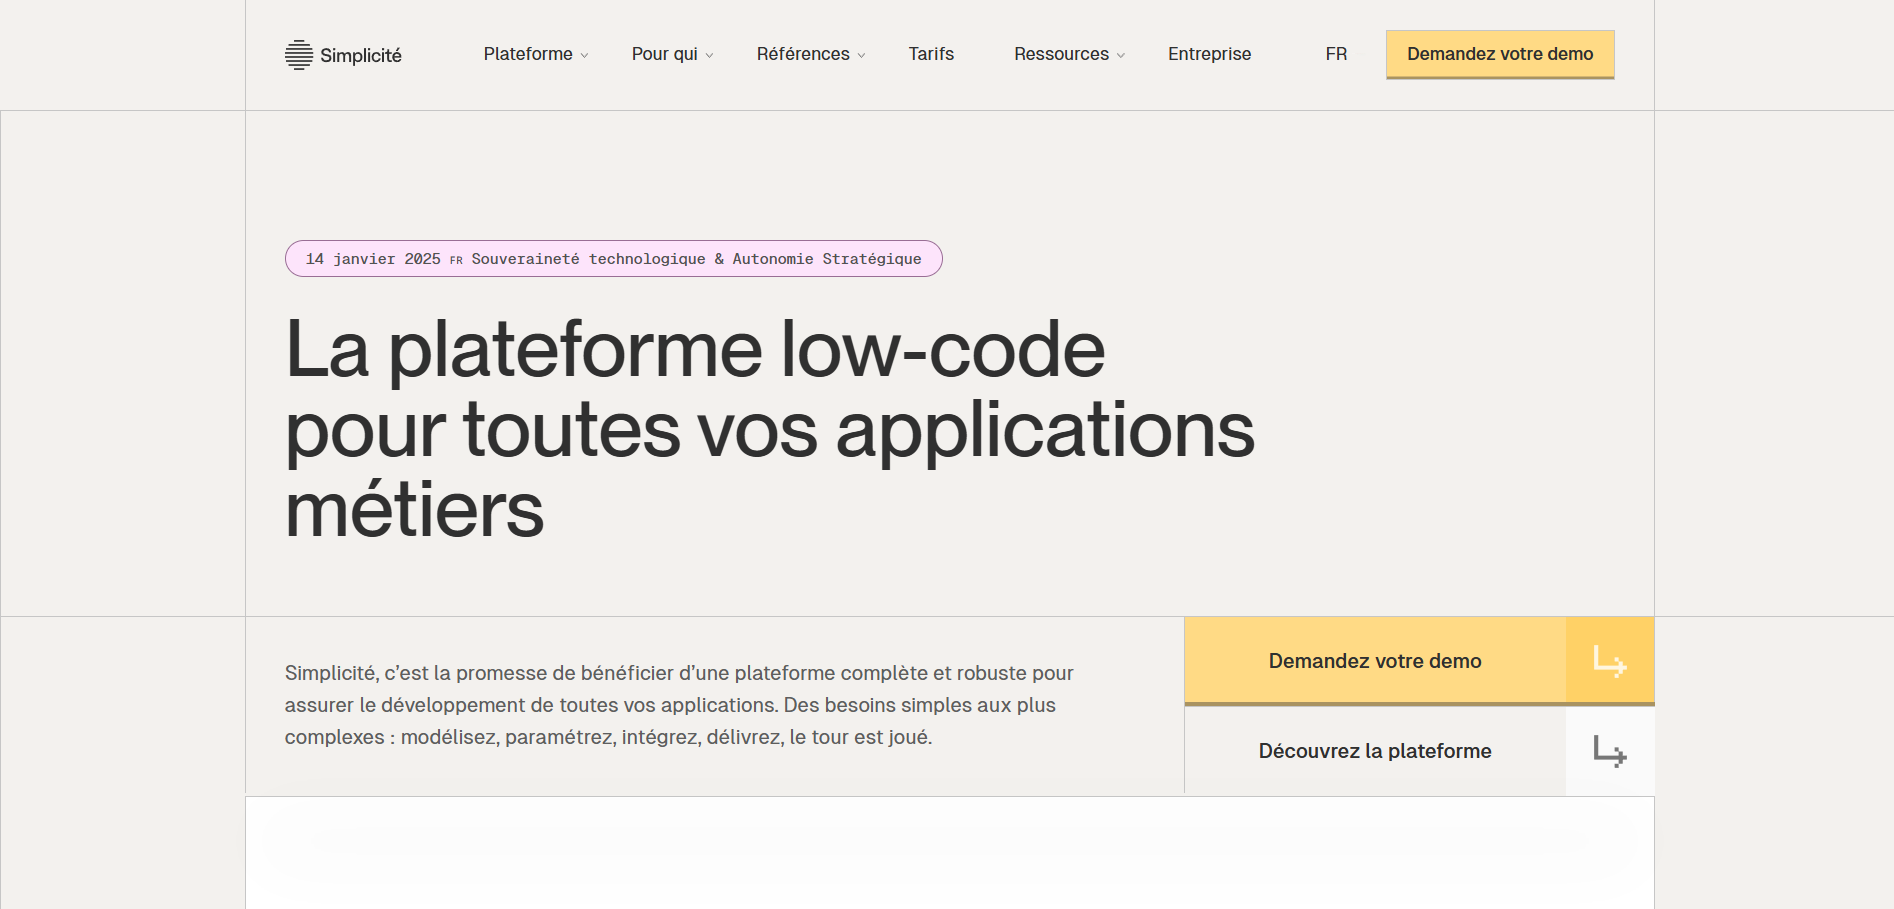 Simplicité
Plateforme
Pour qui
Références
Tarifs
Ressources
Entreprise
FR
Demandez votre demo
14 janvier 2025 FR Souveraineté technologique & Autonomie Stratégique
La plateforme low-code
pour toutes vos applications
métiers
Simplicité, c’est la promesse de bénéficier d’une plateforme complète et robuste pour
assurer le développement de toutes vos applications. Des besoins simples aux plus
complexes : modélisez, paramétrez, intégrez, délivrez, le tour est joué.
Demandez votre demo
Découvrez la plateforme